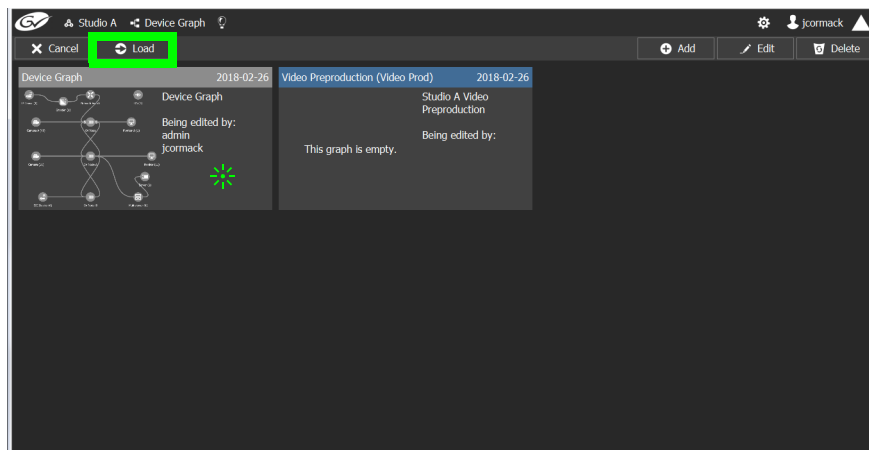 GV Studio A Device Graph jcormack
Cancel Load Add Edit Delete
Device Graph 2018-02-26
Device Graph
Being edited by:
admin
jcormack
Video Preproduction (Video Prod) 2018-02-26
Studio A Video
Preproduction
Being edited by:
This graph is empty.